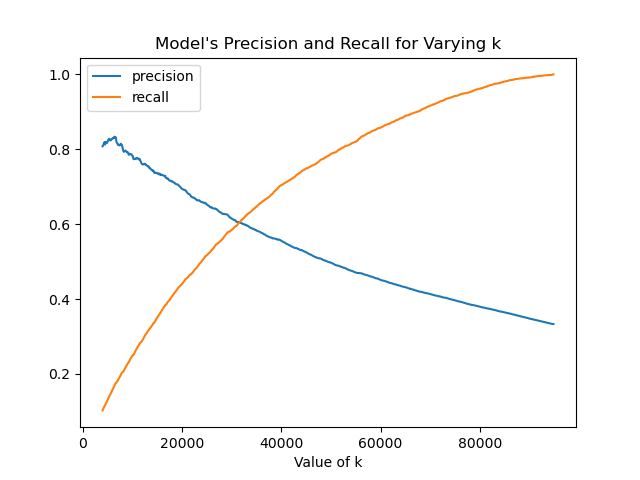 Model's Precision and Recall for Varying k
precision
recall
1.0
0.8
0.6
0.4
0.2
0 20000 40000 60000 80000
Value of k